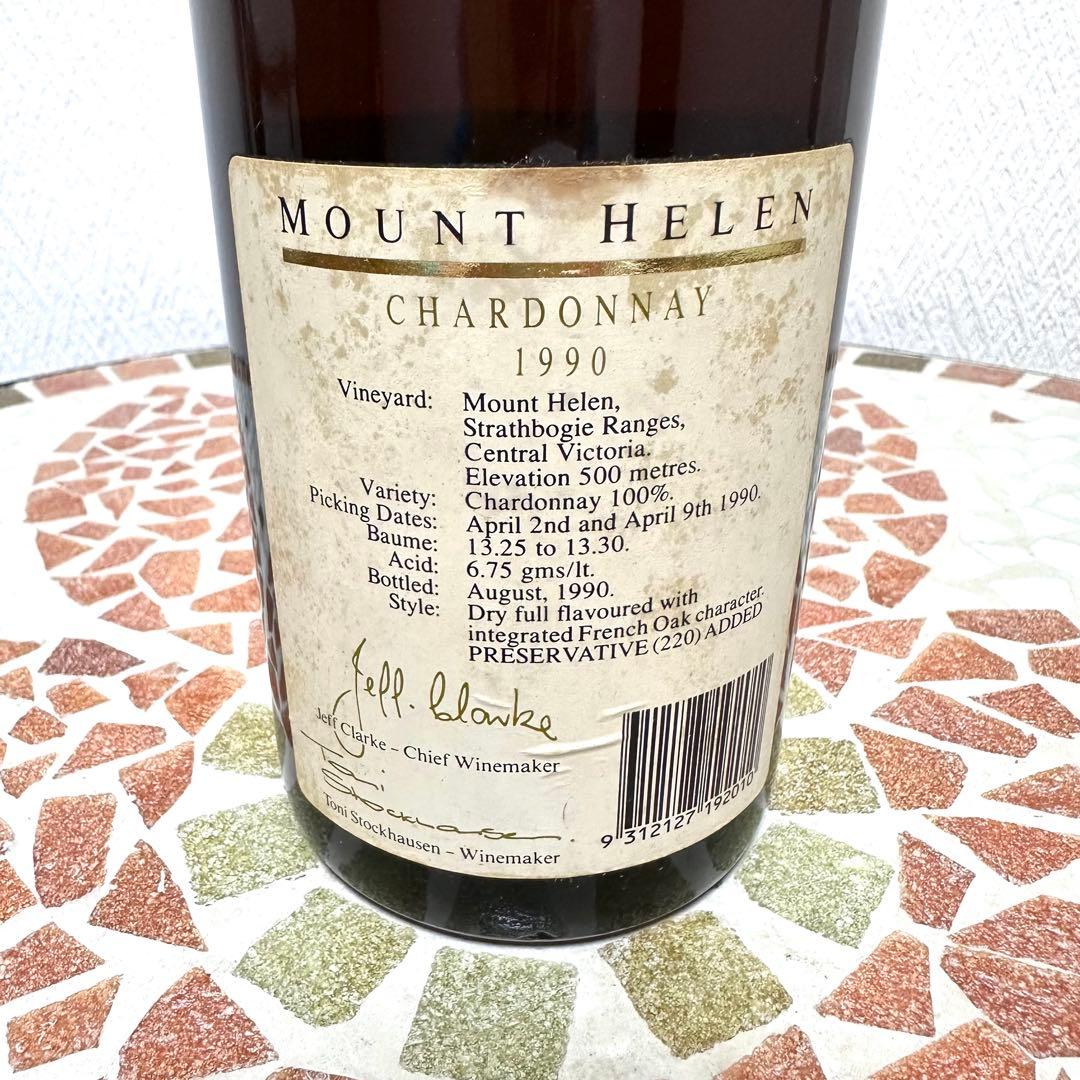 MOUNT HELEN
CHARDONNAY
1990
Vineyard: Mount Helen,
Strathbogie Ranges,
Central Victoria.
Elevation 500 metres.
Variety: Chardonnay 100%.
Picking Dates: April 2nd and April 9th 1990.
Baume: 13.25 to 13.30.
Acid: 6.75 gms/lt.
Bottled: August, 1990.
Style: Dry full flavoured with
integrated French Oak character.
PRESERVATIVE (220) ADDED
Jeff. Clarke
Jeff Clarke – Chief Winemaker
Toni Stockhausen
Toni Stockhausen – Winemaker
9 312127 192010